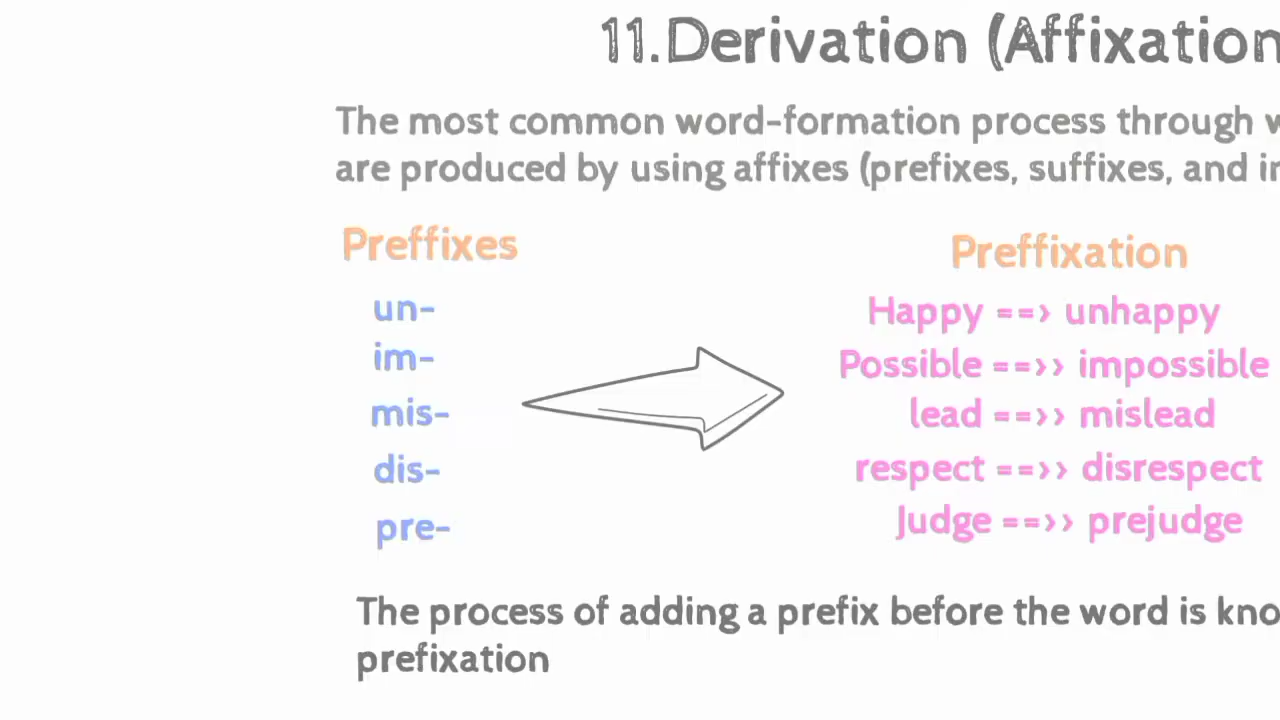 11.Derivation (Affixation
The most common word-formation process through
are produced by using affixes (prefixes, suffixes, and
Preffixes
Preffixation
un-
Happy ==> unhappy
im-
Possible ==>> impossible
mis-
lead ==>> mislead
dis-
respect ==>> disrespect
pre-
Judge ==>> prejudge
The process of adding a prefix before the word is
prefixation